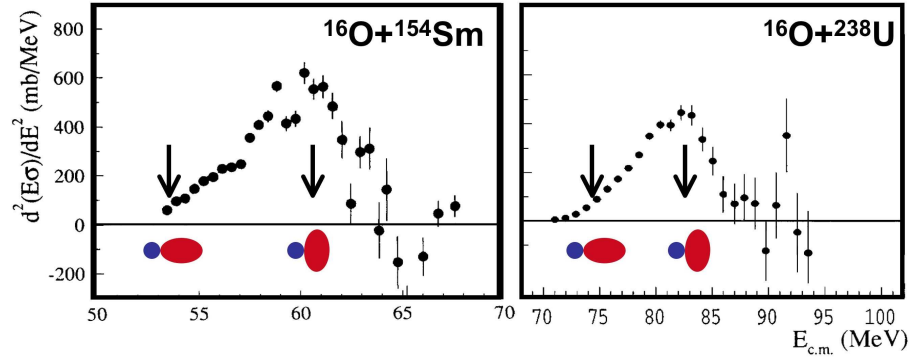 ¹⁶O+¹⁵⁴Sm
¹⁶O+²³⁸U
d²(Eσ)/dE² (mb/MeV)
800
600
400
200
0
-200
50 55 60 65 70
70 75 80 85 90 95 100
E_c.m. (MeV)